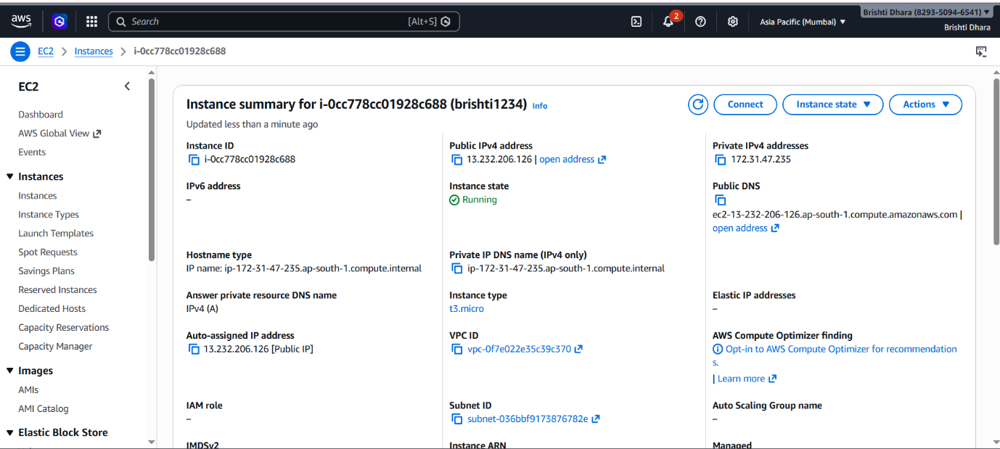 aws
Search
[Alt+S]
2
Asia Pacific (Mumbai)
Brishti Dhara (8293-5094-6541)
Brishti Dhara
EC2
Instances
i-0cc778cc01928c688
EC2
Dashboard
AWS Global View
Events
Instances
Instances
Instance Types
Launch Templates
Spot Requests
Savings Plans
Reserved Instances
Dedicated Hosts
Capacity Reservations
Capacity Manager
Images
AMIs
AMI Catalog
Elastic Block Store
Instance summary for i-0cc778cc01928c688 (brishti1234) Info
Updated less than a minute ago
Connect
Instance state
Actions
Instance ID
i-0cc778cc01928c688
Public IPv4 address
13.232.206.126 | open address
Private IPv4 addresses
172.31.47.235
IPv6 address
–
Instance state
Running
Public DNS
ec2-13-232-206-126.ap-south-1.compute.amazonaws.com |
open address
Hostname type
IP name: ip-172-31-47-235.ap-south-1.compute.internal
Private IP DNS name (IPv4 only)
ip-172-31-47-235.ap-south-1.compute.internal
Answer private resource DNS name
IPv4 (A)
Instance type
t3.micro
Elastic IP addresses
–
Auto-assigned IP address
13.232.206.126 [Public IP]
VPC ID
vpc-0f7e022e35c39c370
AWS Compute Optimizer finding
Opt-in to AWS Compute Optimizer for recommendation
s.
| Learn more
IAM role
–
Subnet ID
subnet-036bbf9173876782e
Auto Scaling Group name
–
IMDSv2
Instance ARN
Managed